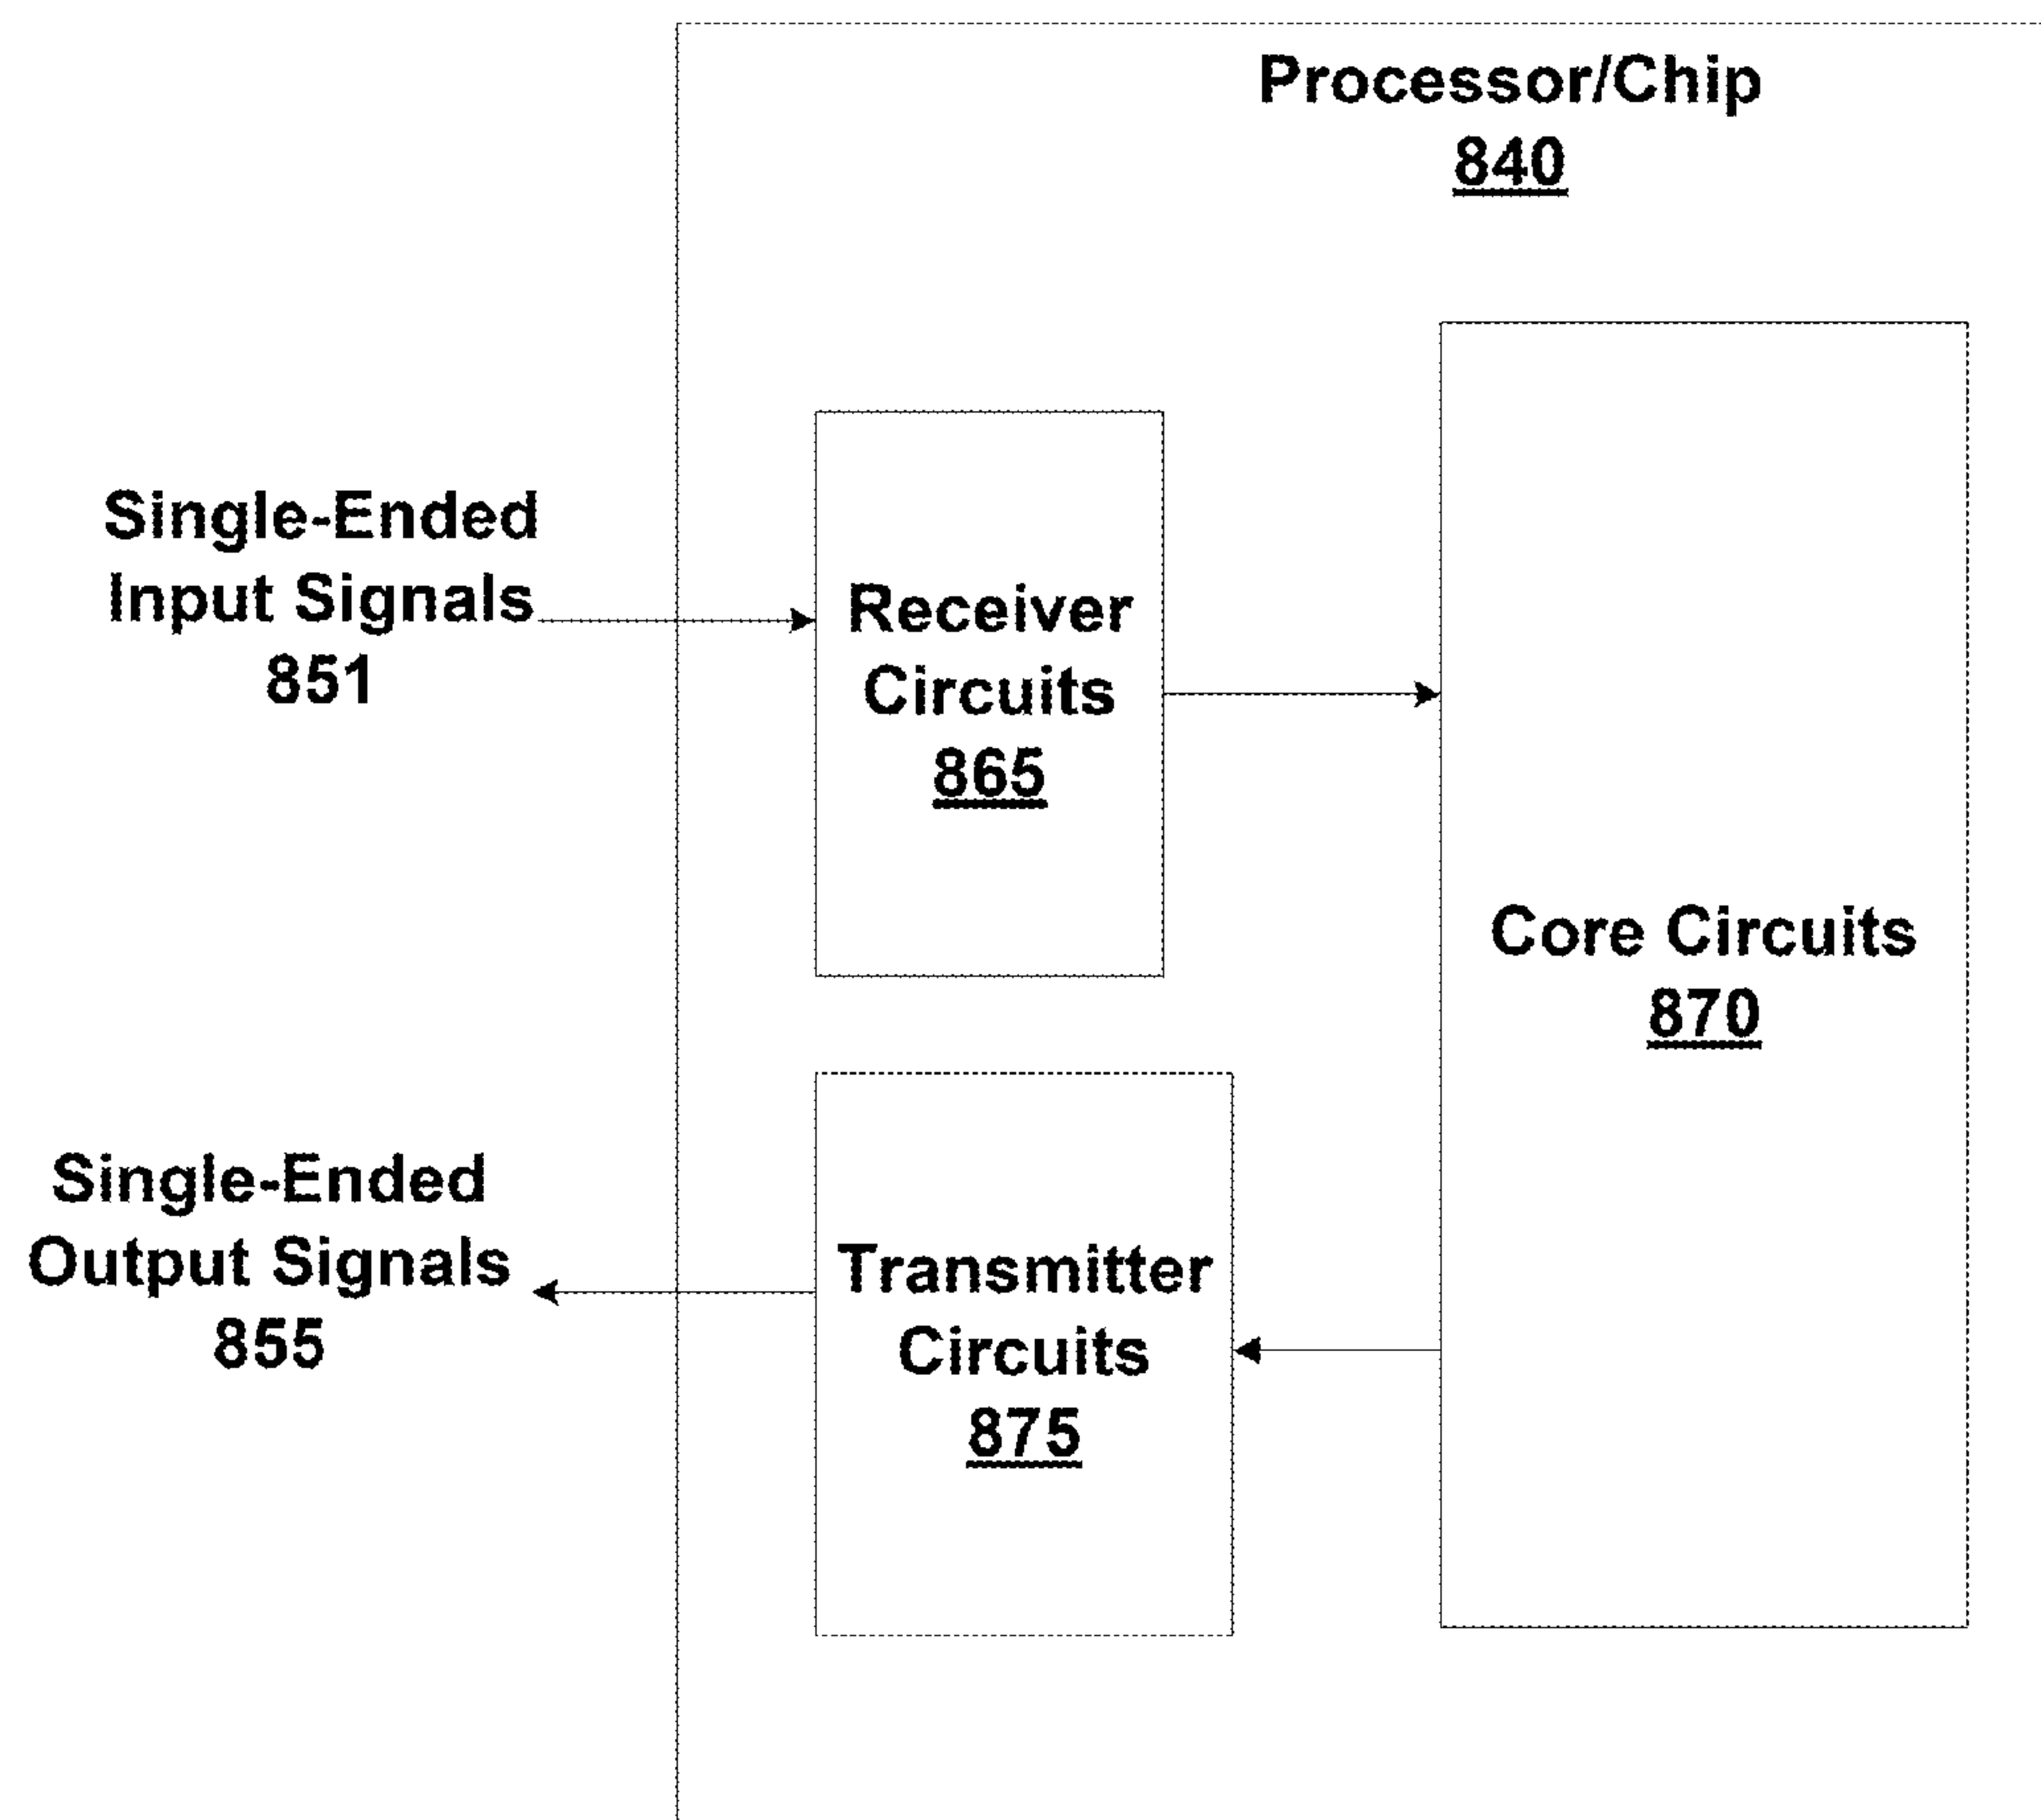 Processor/Chip
840
Single-Ended
Input Signals
851
Receiver
Circuits
865
Core Circuits
870
Single-Ended
Output Signals
855
Transmitter
Circuits
875